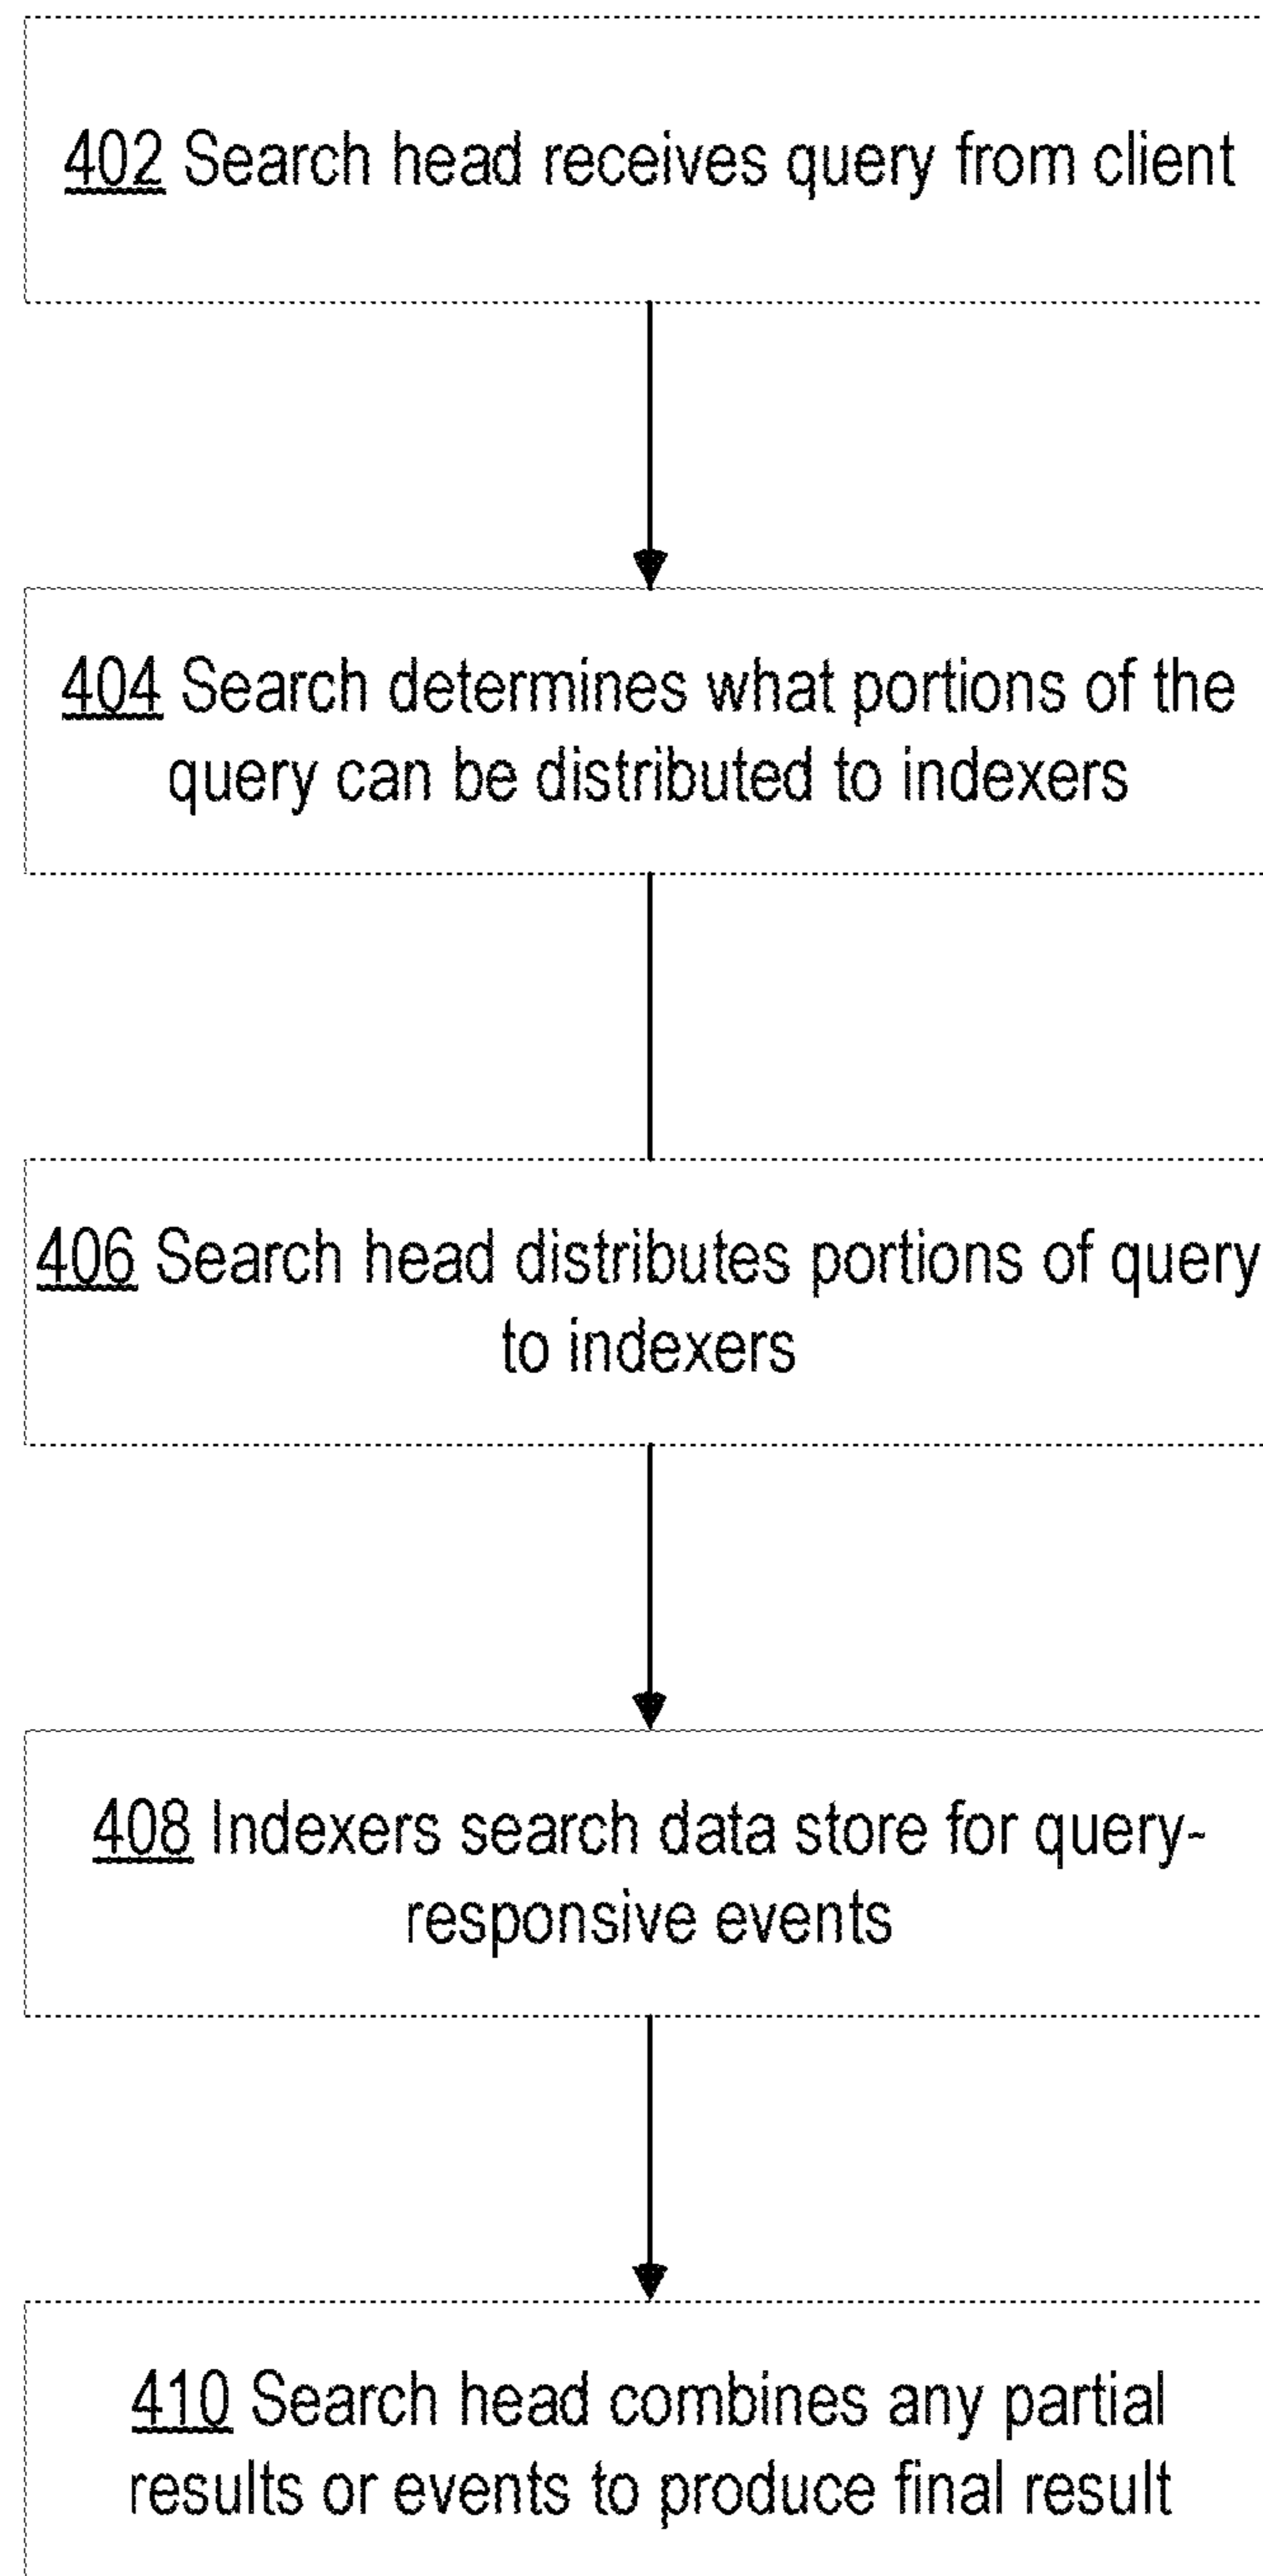 402 Search head receives query from client
404 Search determines what portions of the
query can be distributed to indexers
406 Search head distributes portions of query
to indexers
408 Indexers search data store for query-
responsive events
410 Search head combines any partial
results or events to produce final result